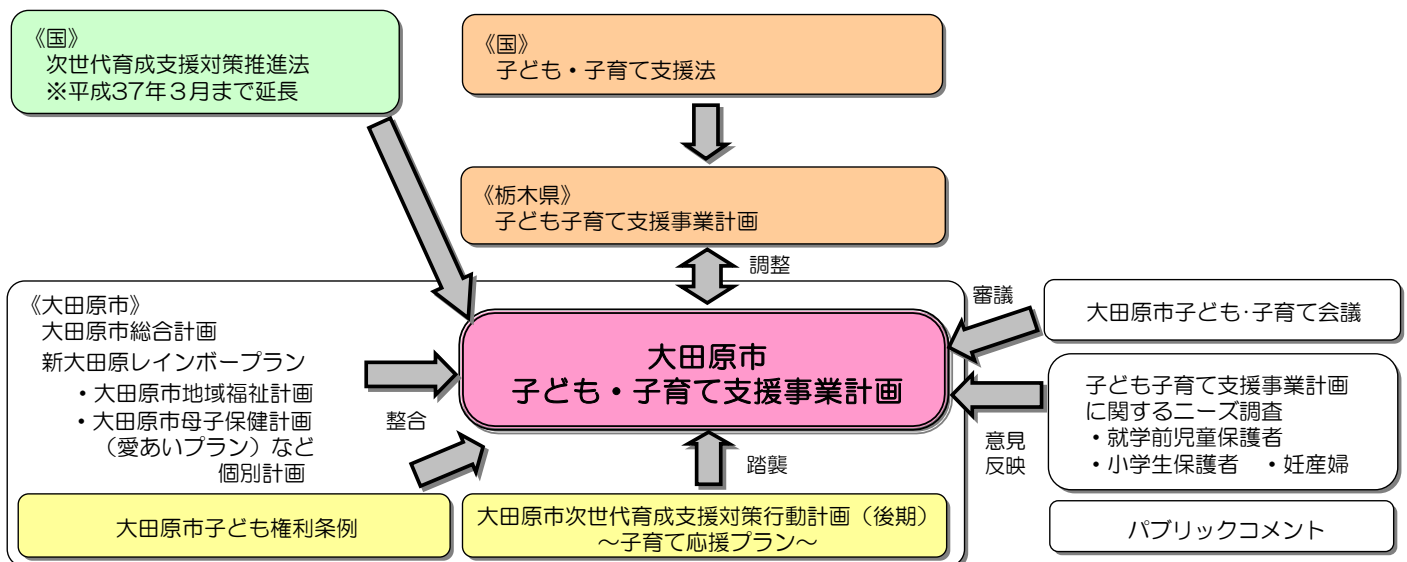 《国》
次世代育成支援対策推進法
※平成37年３月まで延長
《国》
子ども・子育て支援法
《栃木県》
子ども子育て支援事業計画
調整
《大田原市》
大田原市総合計画
新大田原レインボープラン
・大田原市地域福祉計画
・大田原市母子保健計画
（愛あいプラン）など
個別計画
整合
大田原市
子ども・子育て支援事業計画
審議
大田原市子ども・子育て会議
子ども子育て支援事業計画
に関するニーズ調査
・就学前児童保護者
・小学生保護者　・妊産婦
意見
反映
踏襲
大田原市子ども権利条例
大田原市次世代育成支援対策行動計画（後期）
～子育て応援プラン～
パブリックコメント